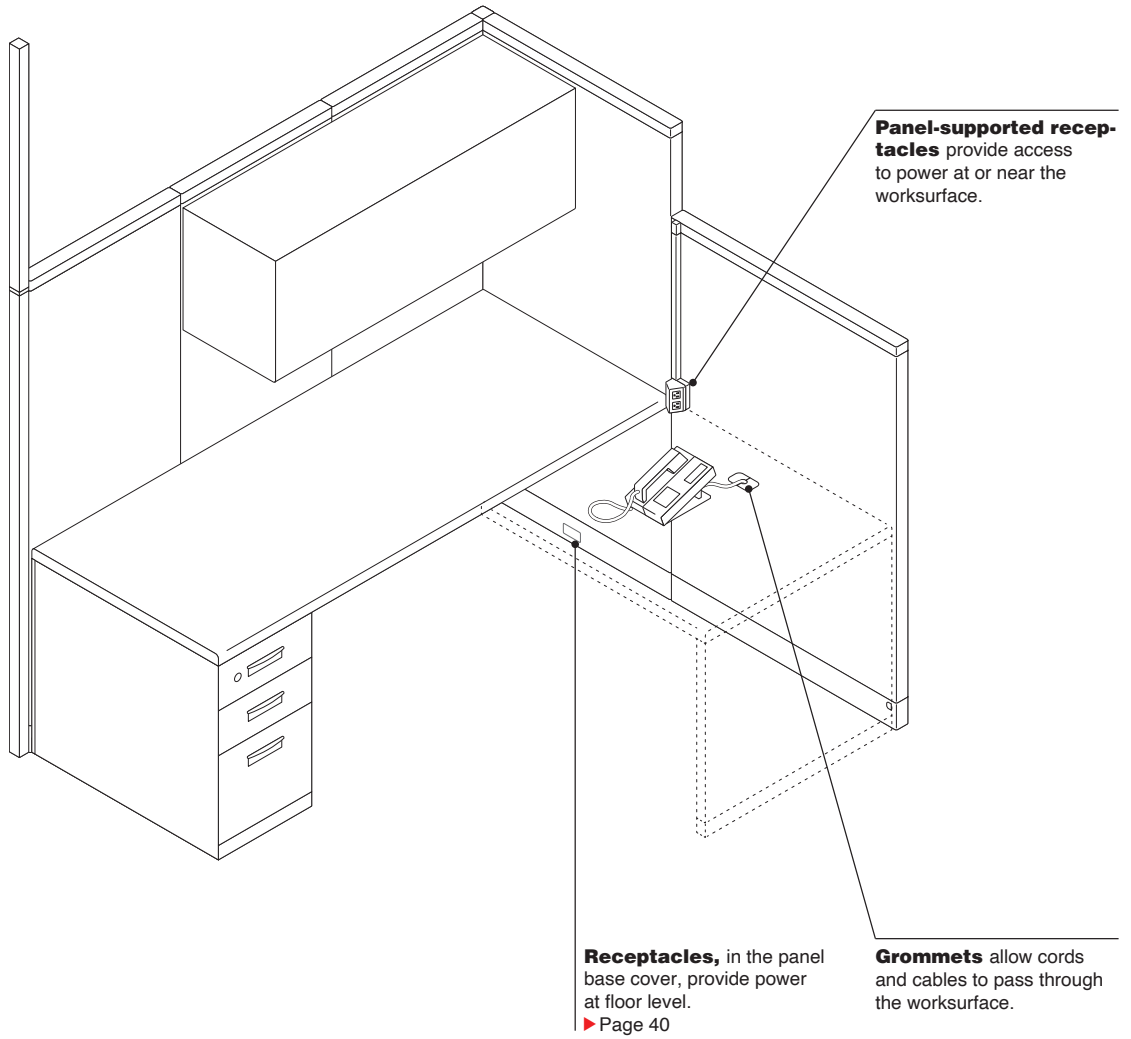 Panel-supported recep-
tacles provide access
to power at or near the
worksurface.
Receptacles, in the panel
base cover, provide power
at floor level.
▶Page 40
Grommets allow cords
and cables to pass through
the worksurface.